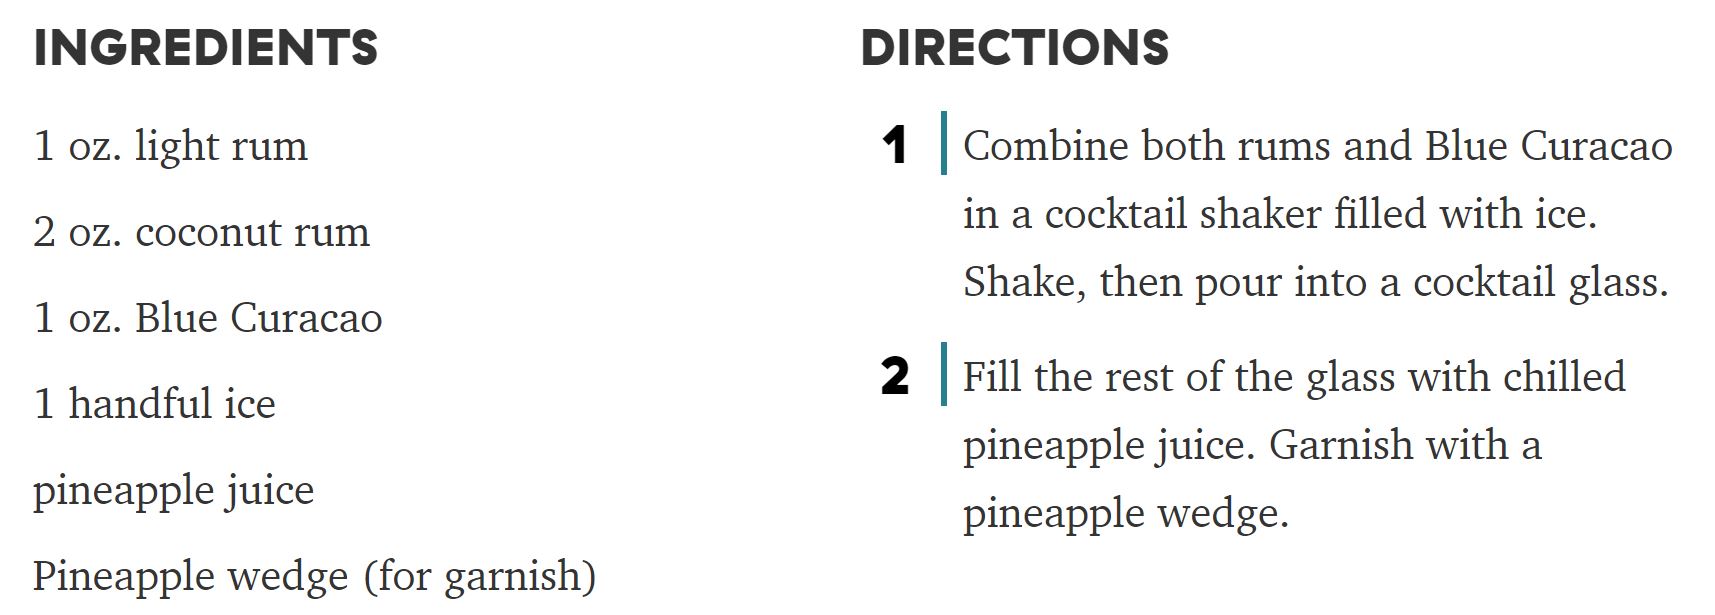 INGREDIENTS
1 oz. light rum
2 oz. coconut rum
1 oz. Blue Curacao
1 handful ice
pineapple juice
Pineapple wedge (for garnish)
DIRECTIONS
1 Combine both rums and Blue Curacao
in a cocktail shaker filled with ice.
Shake, then pour into a cocktail glass.
2 Fill the rest of the glass with chilled
pineapple juice. Garnish with a
pineapple wedge.